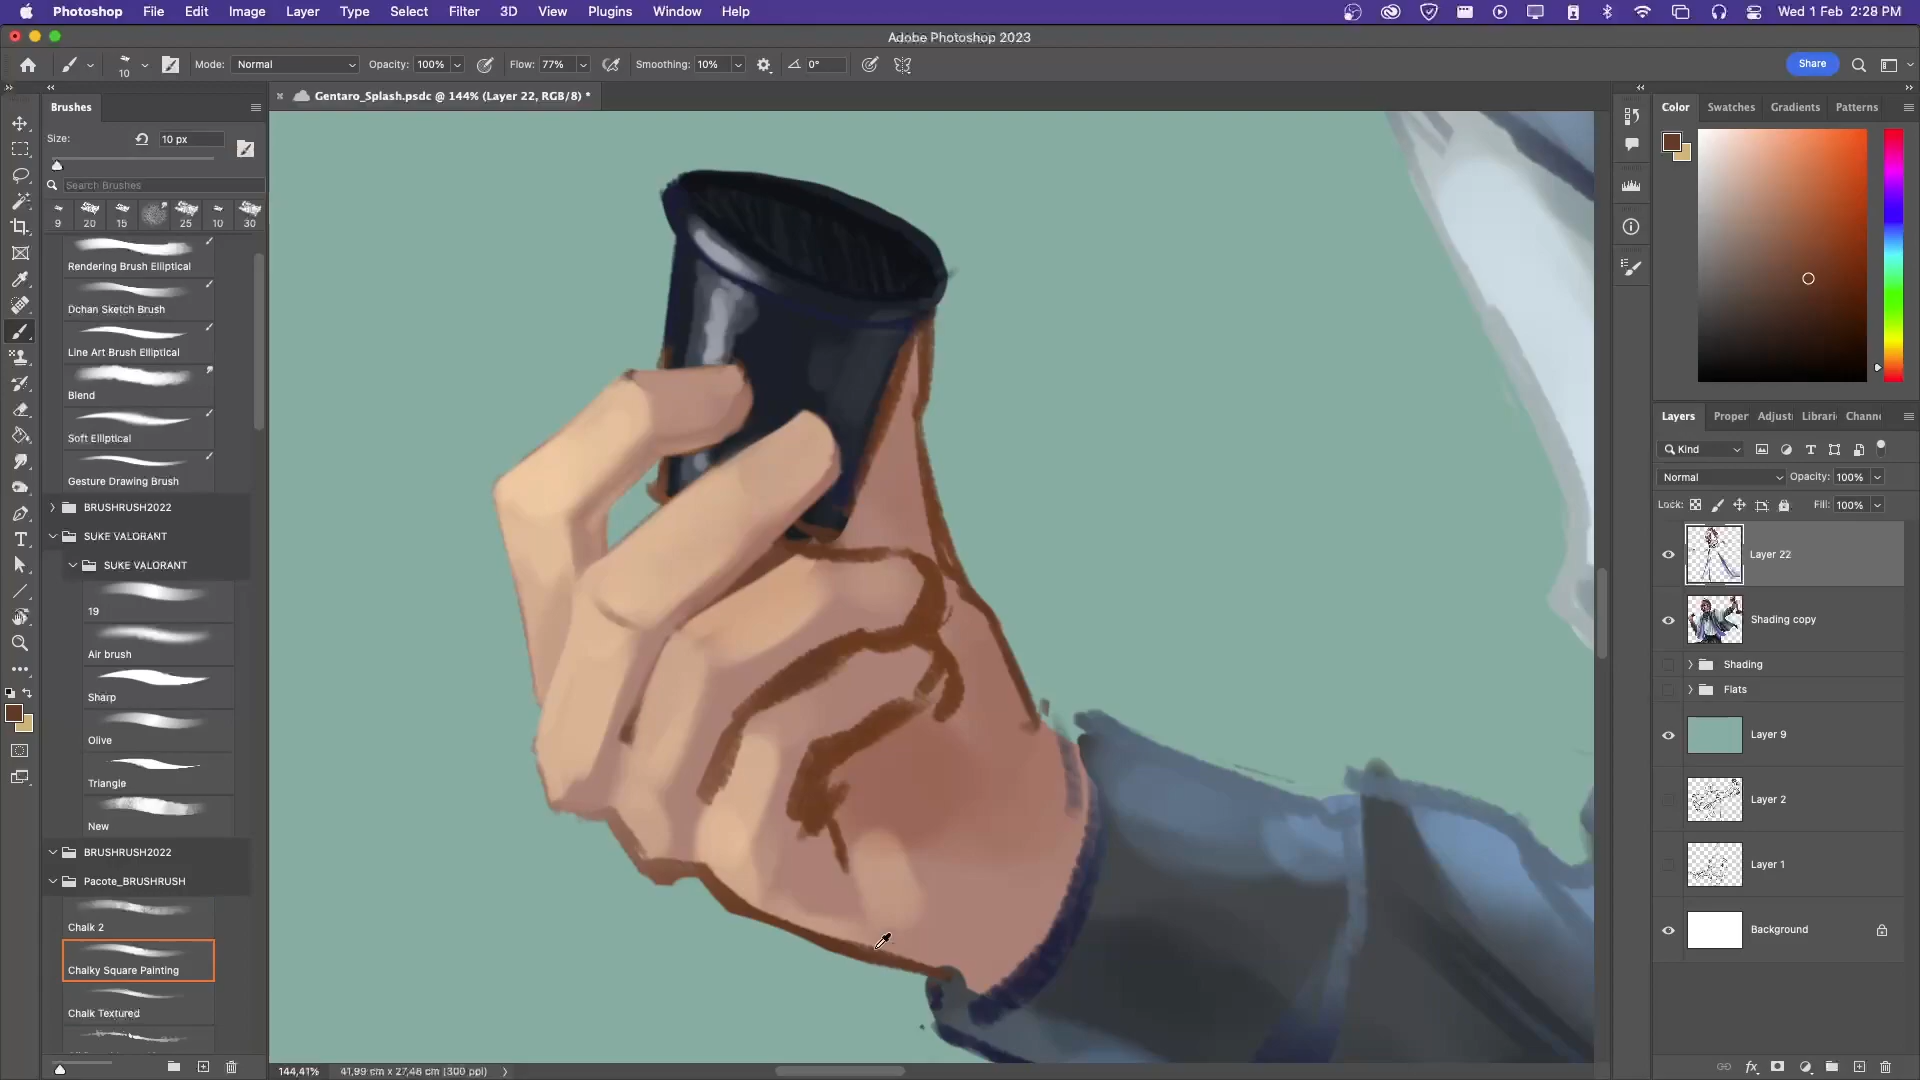 Photoshop File Edit Image Layer Type Select Filter 3D View Plugins Window Help Wed 1 Feb 2:28 PM
Adobe Photoshop 2023
10 Mode: Normal Opacity: 100% Flow: 77% Smoothing: 10% 0° Share
Gentaro_Splash.psdc @ 144% (Layer 22, RGB/8) *
Brushes
Size: 10 px
Search Brushes
9 20 15 25 10 30
Rendering Brush Elliptical
Dchan Sketch Brush
Line Art Brush Elliptical
Blend
Soft Elliptical
Gesture Drawing Brush
BRUSHRUSH2022
SUKE VALORANT
SUKE VALORANT
19
Air brush
Sharp
Olive
Triangle
New
BRUSHRUSH2022
Pacote_BRUSHRUSH
Chalk 2
Chalky Square Painting
Chalk Textured
Color Swatches Gradients Patterns
Layers Proper Adjust Librari Channe
Kind
Normal Opacity: 100%
Lock: Fill: 100%
Layer 22
Shading copy
Shading
Flats
Layer 9
Layer 2
Layer 1
Background
144,41% 41,99 cm x 27,46 cm (300 ppi)